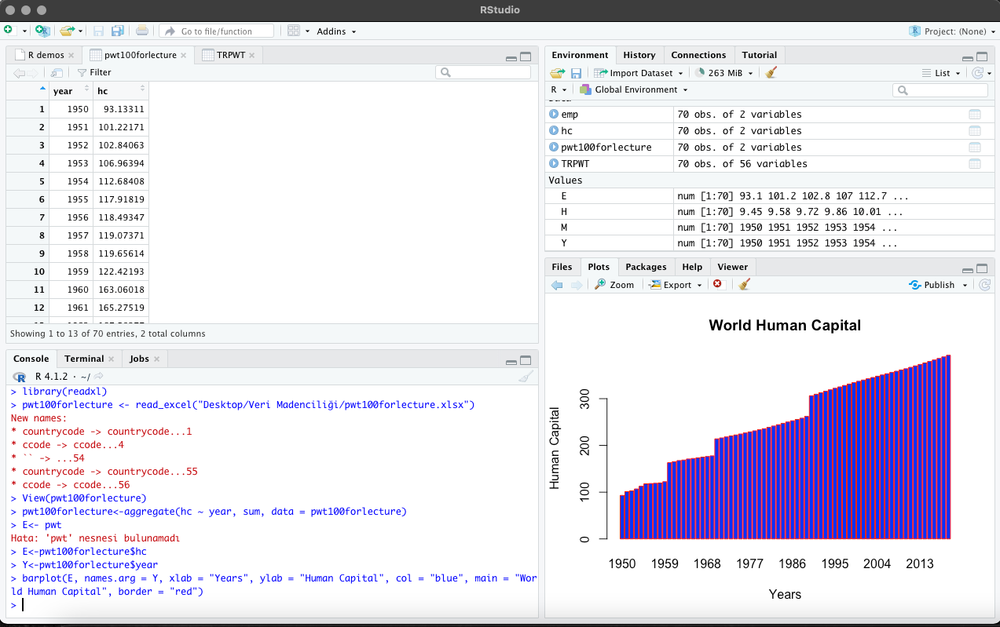 RStudio
Go to file/function
Addins
Project: (None)
R demos
pwt100forlecture
TRPWT
Filter
year hc
1 1950 93.13311
2 1951 101.22171
3 1952 102.84063
4 1953 106.96394
5 1954 112.68408
6 1955 117.91819
7 1956 118.49347
8 1957 119.07371
9 1958 119.65614
10 1959 122.42193
11 1960 163.06018
12 1961 165.27519
Showing 1 to 13 of 70 entries, 2 total columns
Console Terminal Jobs
R 4.1.2 · ~/
> library(readxl)
> pwt100forlecture <- read_excel("Desktop/Veri Madenciliği/pwt100forlecture.xlsx")
New names:
* countrycode -> countrycode...1
* ccode -> ccode...4
* `` -> ...54
* countrycode -> countrycode...55
* ccode -> ccode...56
> View(pwt100forlecture)
> pwt100forlecture<-aggregate(hc ~ year, sum, data = pwt100forlecture)
> E<- pwt
Hata: 'pwt' nesnesi bulunamadı
> E<-pwt100forlecture$hc
> Y<-pwt100forlecture$year
> barplot(E, names.arg = Y, xlab = "Years", ylab = "Human Capital", col = "blue", main = "Wor
ld Human Capital", border = "red")
>
Environment History Connections Tutorial
Import Dataset 263 MiB List
R Global Environment
emp 70 obs. of 2 variables
hc 70 obs. of 2 variables
pwt100forlecture 70 obs. of 2 variables
TRPWT 70 obs. of 56 variables
Values
E num [1:70] 93.1 101.2 102.8 107 112.7 ...
H num [1:70] 9.45 9.58 9.72 9.86 10.01 ...
M num [1:70] 1950 1951 1952 1953 1954 ...
Y num [1:70] 1950 1951 1952 1953 1954 ...
Files Plots Packages Help Viewer
Zoom Export Publish
World Human Capital
Human Capital
300
200
100
0
1950 1959 1968 1977 1986 1995 2004 2013
Years